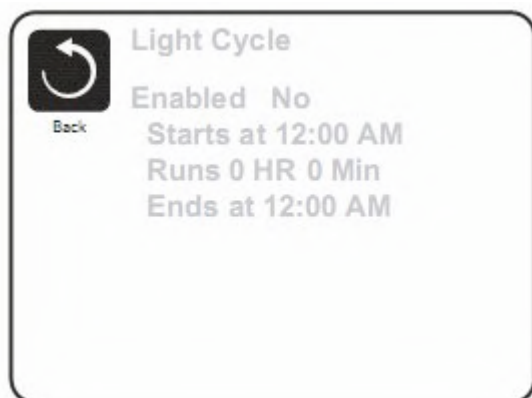 Light Cycle
Back
Enabled No
Starts at 12:00 AM
Runs 0 HR 0 Min
Ends at 12:00 AM